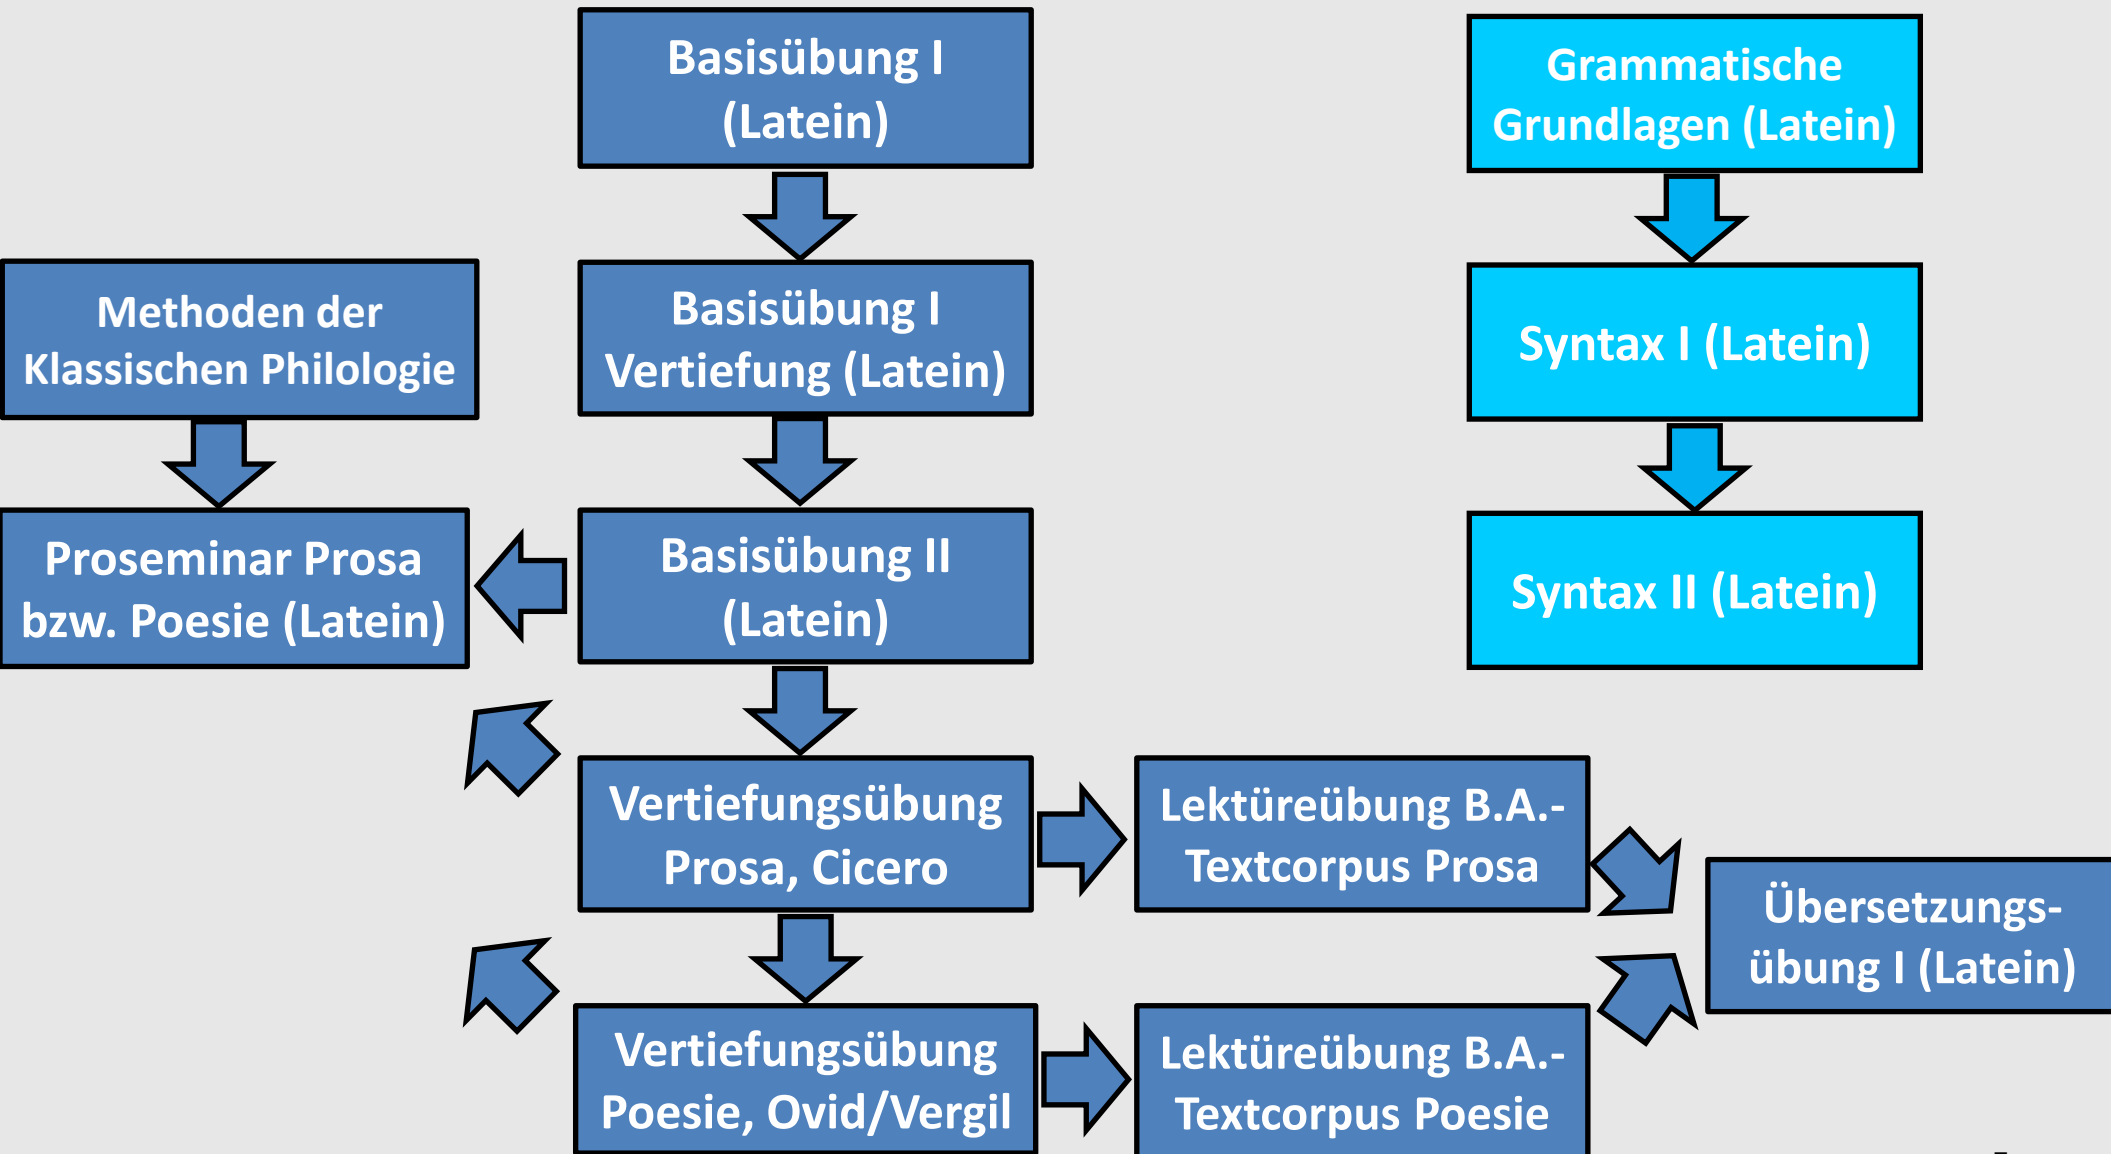 Basisübung I
(Latein)
Grammatische
Grundlagen (Latein)
Methoden der
Klassischen Philologie
Basisübung I
Vertiefung (Latein)
Syntax I (Latein)
Proseminar Prosa
bzw. Poesie (Latein)
Basisübung II
(Latein)
Syntax II (Latein)
Vertiefungsübung
Prosa, Cicero
Lektüreübung B.A.-
Textcorpus Prosa
Übersetzungs-
übung I (Latein)
Vertiefungsübung
Poesie, Ovid/Vergil
Lektüreübung B.A.-
Textcorpus Poesie